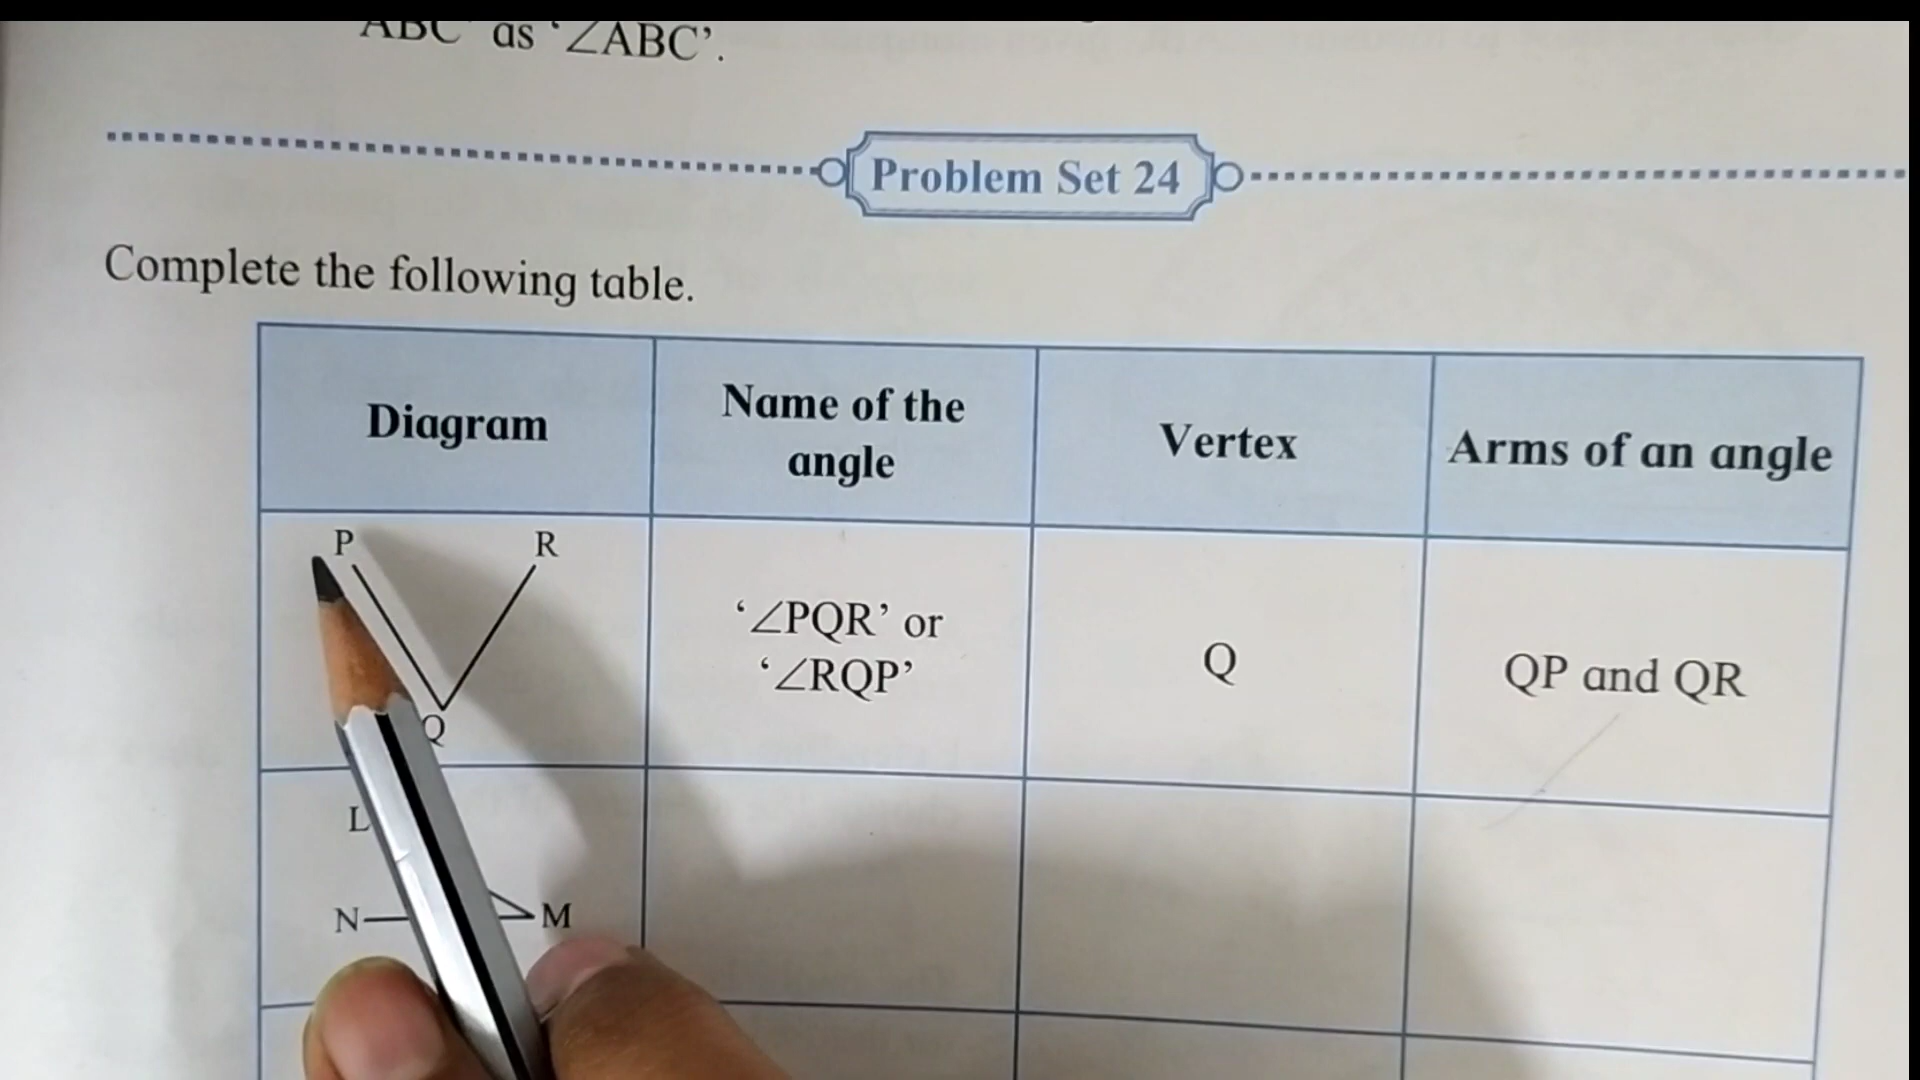 ABC' as ‘∠ABC’.
Problem Set 24
Complete the following table.
Diagram
Name of the
angle
Vertex
Arms of an angle
P
R
Q
‘∠PQR’ or
‘∠RQP’
Q
QP and QR
L
N
M